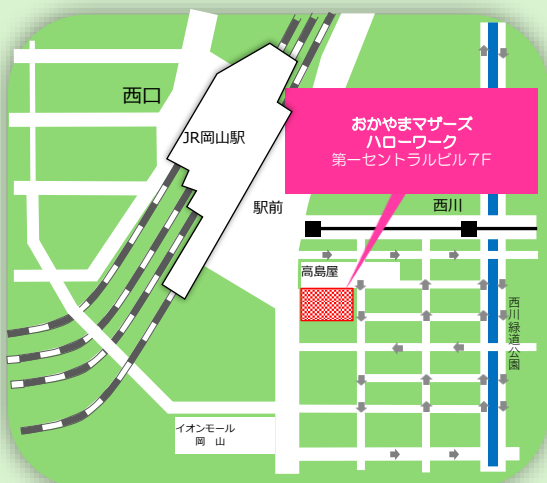 西口
JR岡山駅
おかやまマザーズ
ハローワーク
第一セントラルビル7F
駅前
西川
高島屋
西川緑道公園
イオンモール
岡 山